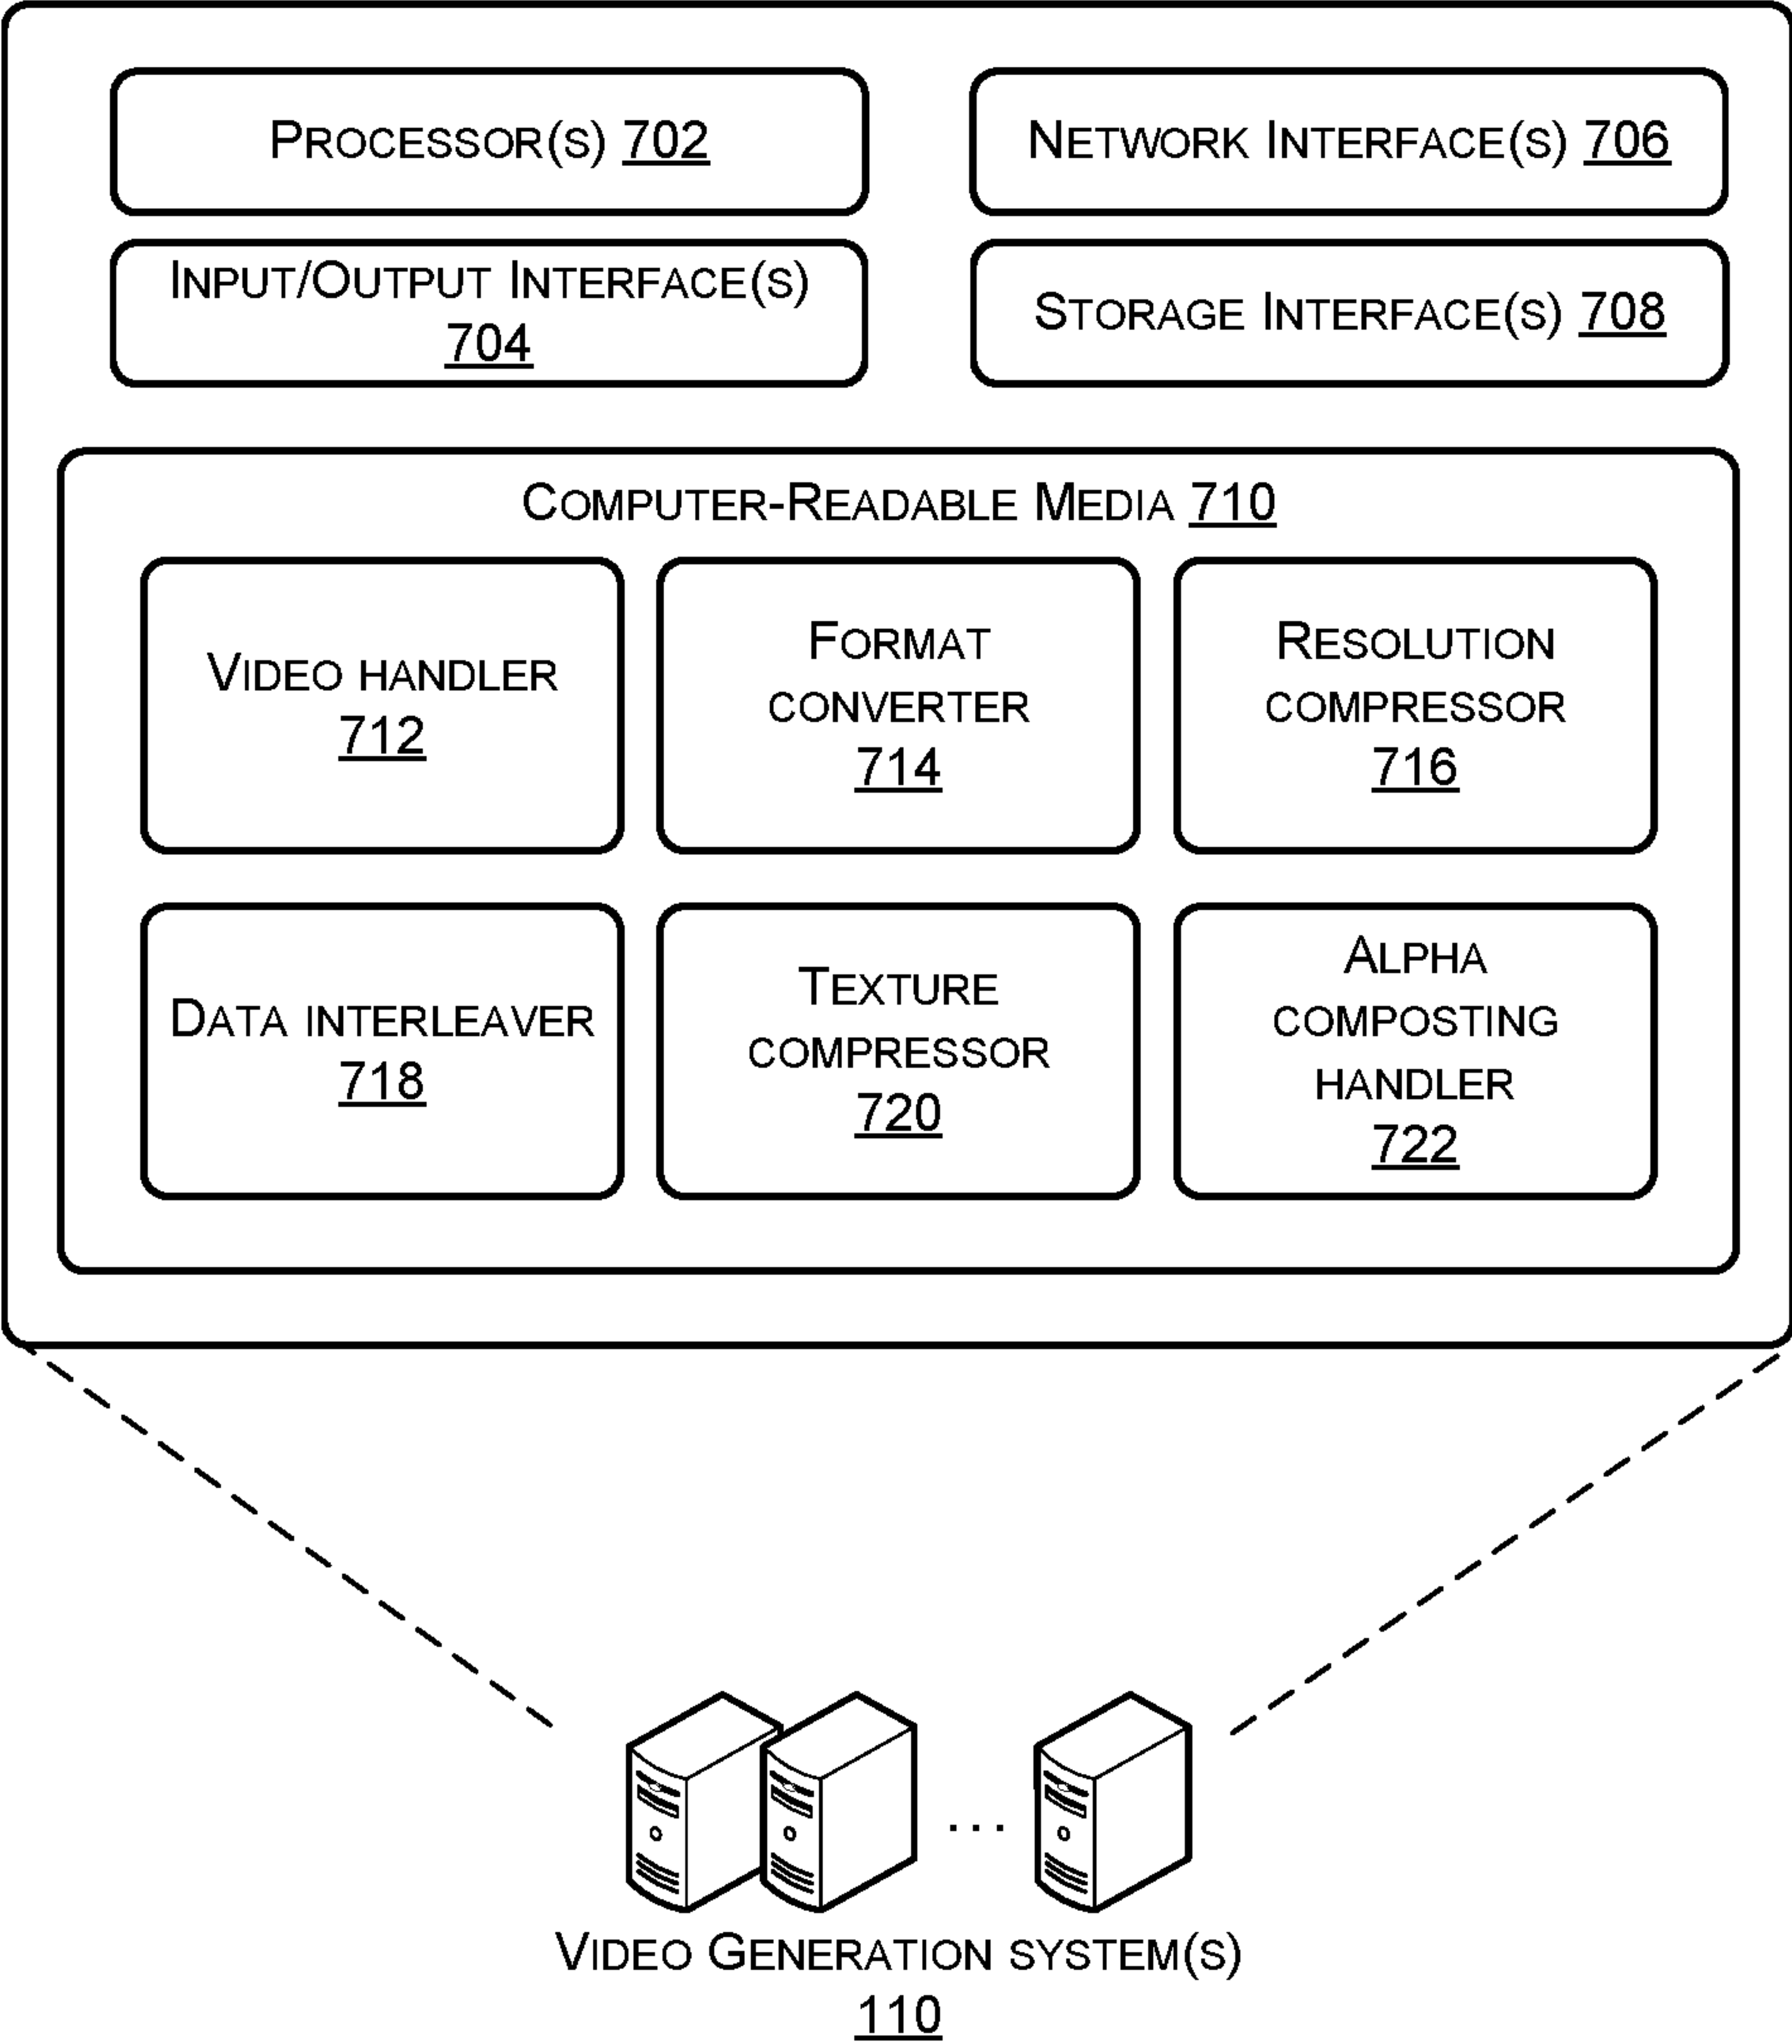 PROCESSOR(S) 702
NETWORK INTERFACE(S) 706
INPUT/OUTPUT INTERFACE(S)
704
STORAGE INTERFACE(S) 708
COMPUTER-READABLE MEDIA 710
VIDEO HANDLER
712
FORMAT
CONVERTER
714
RESOLUTION
COMPRESSOR
716
DATA INTERLEAVER
718
TEXTURE
COMPRESSOR
720
ALPHA
COMPOSTING
HANDLER
722
...
VIDEO GENERATION SYSTEM(S)
110